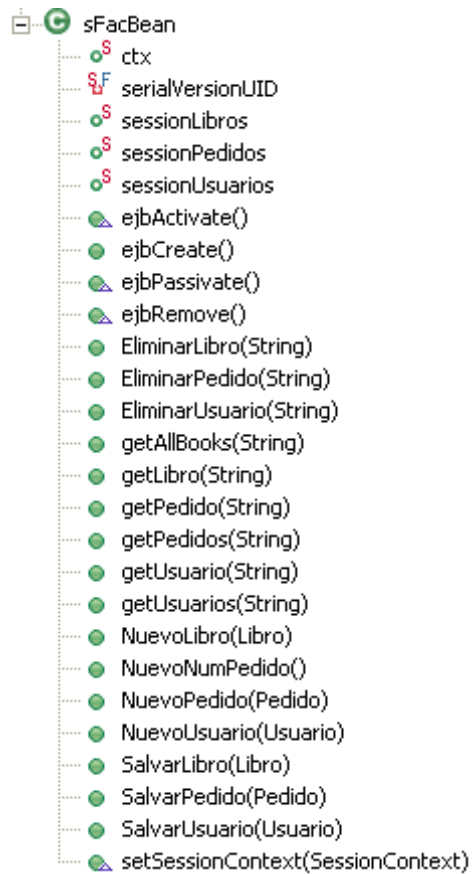 C sFacBean
S ctx
S F serialVersionUID
S sessionLibros
S sessionPedidos
S sessionUsuarios
ejbActivate()
ejbCreate()
ejbPassivate()
ejbRemove()
EliminarLibro(String)
EliminarPedido(String)
EliminarUsuario(String)
getAllBooks(String)
getLibro(String)
getPedido(String)
getPedidos(String)
getUsuario(String)
getUsuarios(String)
NuevoLibro(Libro)
NuevoNumPedido()
NuevoPedido(Pedido)
NuevoUsuario(Usuario)
SalvarLibro(Libro)
SalvarPedido(Pedido)
SalvarUsuario(Usuario)
setSessionContext(SessionContext)